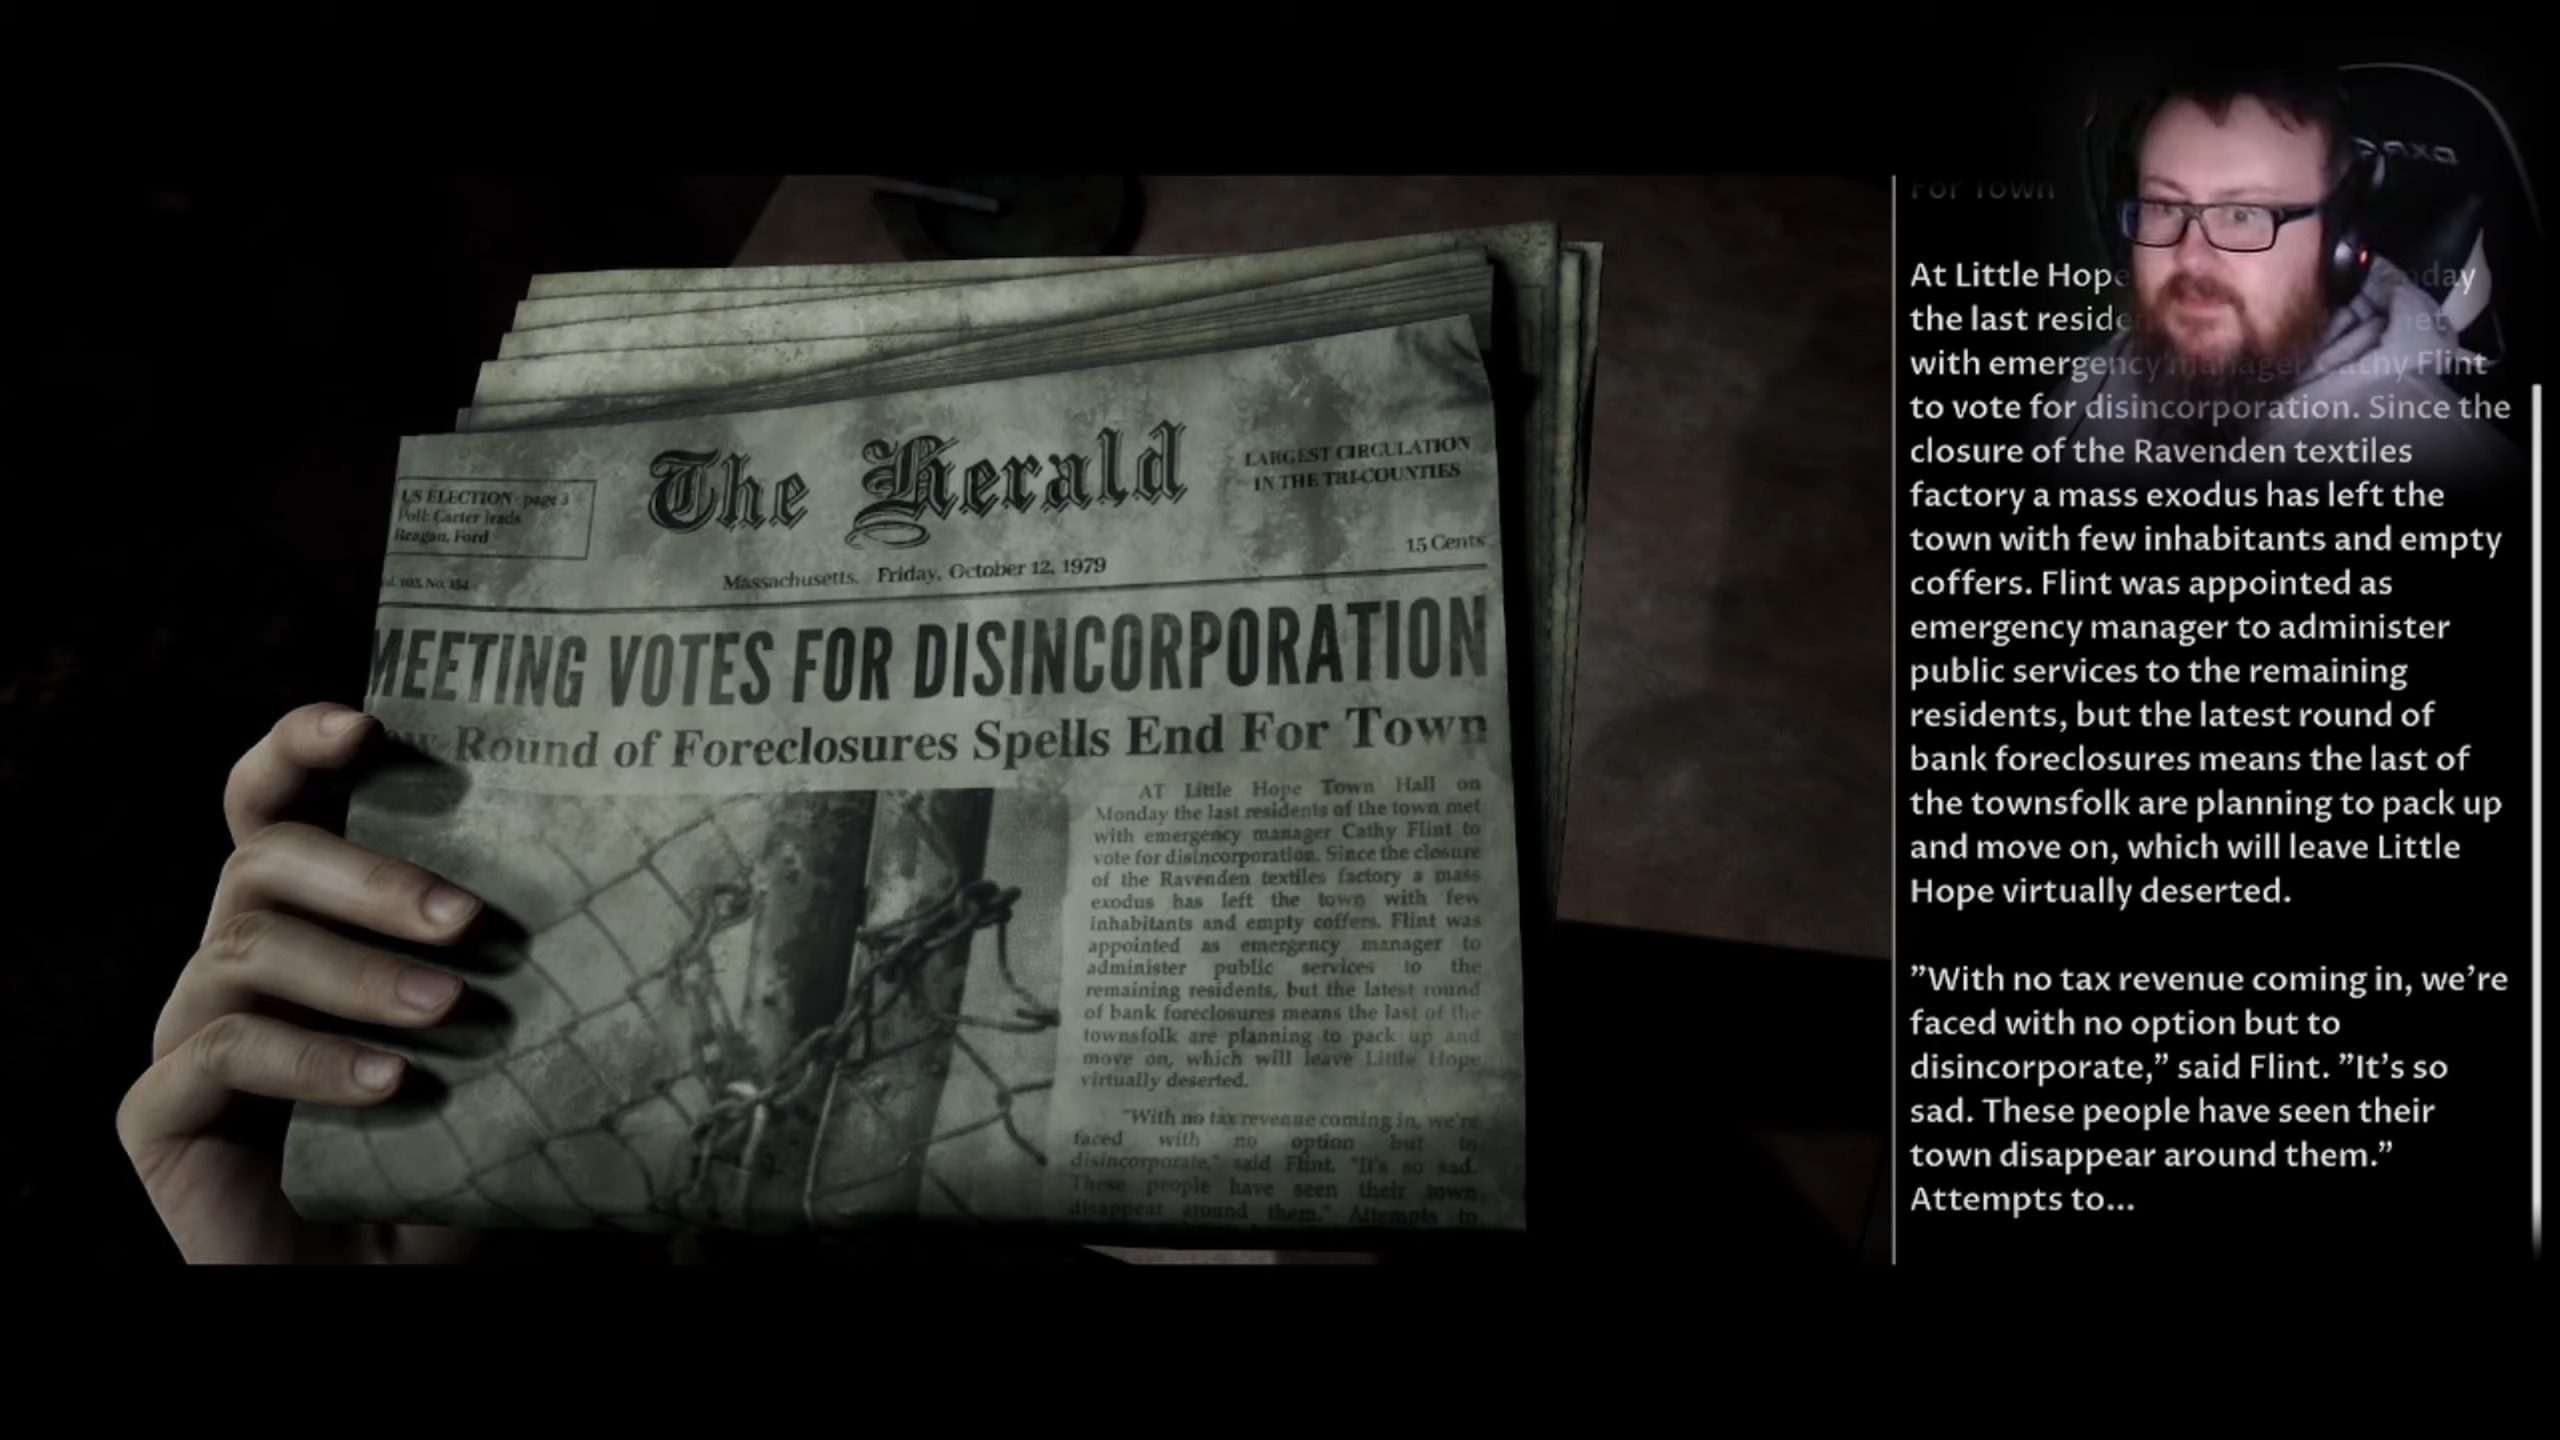 US ELECTION - page 3
Poll: Carter leads
Reagan, Ford
The Herald
LARGEST CIRCULATION
IN THE TRI-COUNTIES
15 Cents
Massachusetts. Friday, October 12, 1979
No. 154
MEETING VOTES FOR DISINCORPORATION
Round of Foreclosures Spells End For Town
AT Little Hope Town Hall on
Monday the last residents of the town met
with emergency manager Cathy Flint to
vote for disincorporation. Since the closure
of the Ravenden textiles factory a mass
exodus has left the town with few
inhabitants and empty coffers. Flint was
appointed as emergency manager to
administer public services to the
remaining residents, but the latest round
of bank foreclosures means the last of the
townsfolk are planning to pack up and
move on, which will leave Little Hope
virtually deserted.
"With no tax revenue coming in, we're
faced with no option but to
disincorporate," said Flint. "It's so sad.
These people have seen their town
disappear around them." Attempts to
For Town
At Little Hope day
the last met
with emergency manager Cathy Flint
to vote for disincorporation. Since the
closure of the Ravenden textiles
factory a mass exodus has left the
town with few inhabitants and empty
coffers. Flint was appointed as
emergency manager to administer
public services to the remaining
residents, but the latest round of
bank foreclosures means the last of
the townsfolk are planning to pack up
and move on, which will leave Little
Hope virtually deserted.
”With no tax revenue coming in, we’re
faced with no option but to
disincorporate,” said Flint. ”It’s so
sad. These people have seen their
town disappear around them.”
Attempts to...